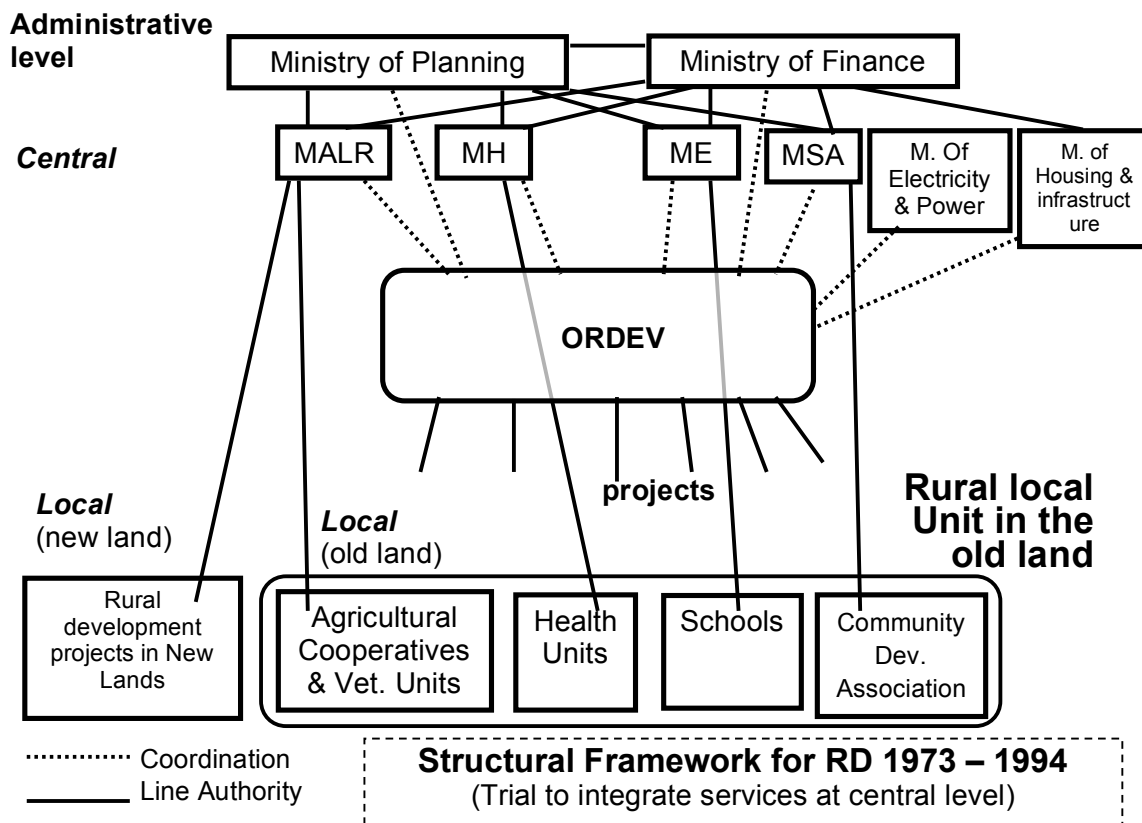 Administrative
level
Ministry of Planning
Ministry of Finance
Central
MALR
MH
ME
MSA
M. Of
Electricity
& Power
M. of
Housing &
infrastruct
ure
ORDEV
projects
Rural local
Unit in the
old land
Local
(new land)
Local
(old land)
Rural
development
projects in New
Lands
Agricultural
Cooperatives
& Vet. Units
Health
Units
Schools
Community
Dev.
Association
Coordination
Line Authority
Structural Framework for RD 1973 – 1994
(Trial to integrate services at central level)